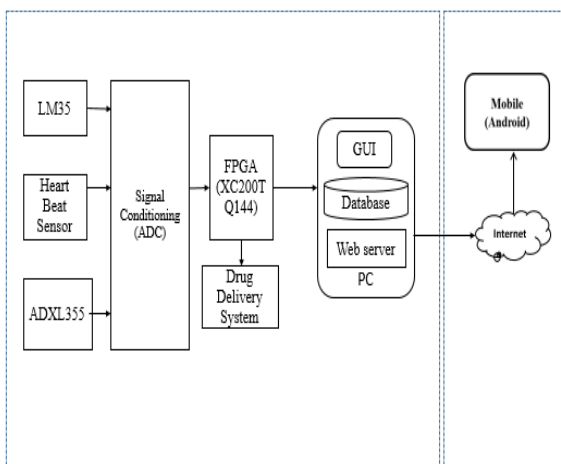 LM35
Heart
Beat
Sensor
ADXL355
Signal
Conditioning
(ADC)
FPGA
(XC200T
Q144)
Drug
Delivery
System
GUI
Database
Web server
PC
Internet
Mobile
(Android)